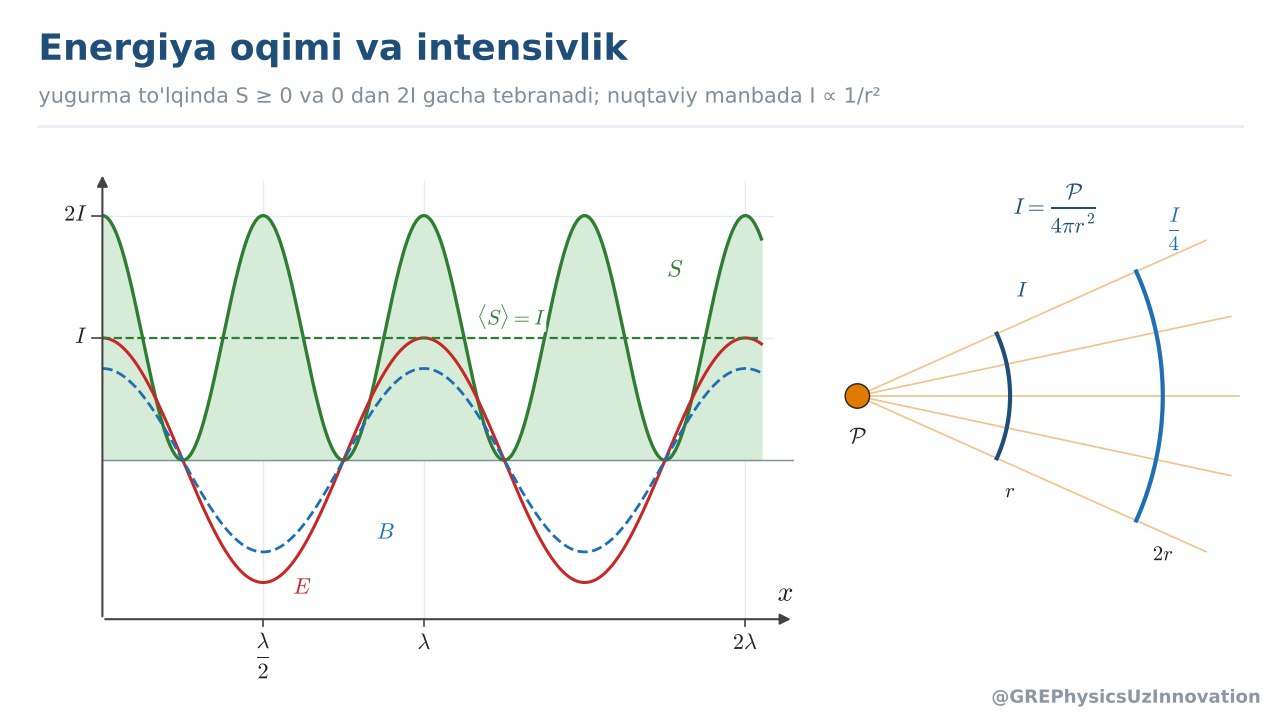 Energiya oqimi va intensivlik
yugurma to'lqinda S ≥ 0 va 0 dan 2I gacha tebranadi; nuqtaviy manbada I ∝ 1/r²
2I
I
S
⟨S⟩ = I
B
E
x
λ/2
λ
2λ
I = 𝒫/4πr²
I/4
I
𝒫
r
2r
@GREPhysicsUzInnovation